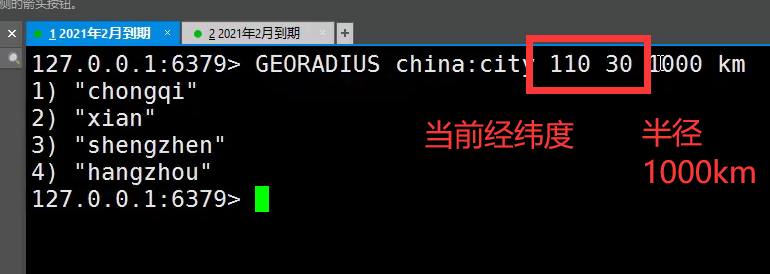 侧的箭头按钮。
1 2021年2月到期 × 2 2021年2月到期 × +
127.0.0.1:6379> GEORADIUS china:city 110 30 1000 km
1) "chongqi"
2) "xian"
3) "shengzhen"
4) "hangzhou"
127.0.0.1:6379>
当前经纬度
半径
1000km